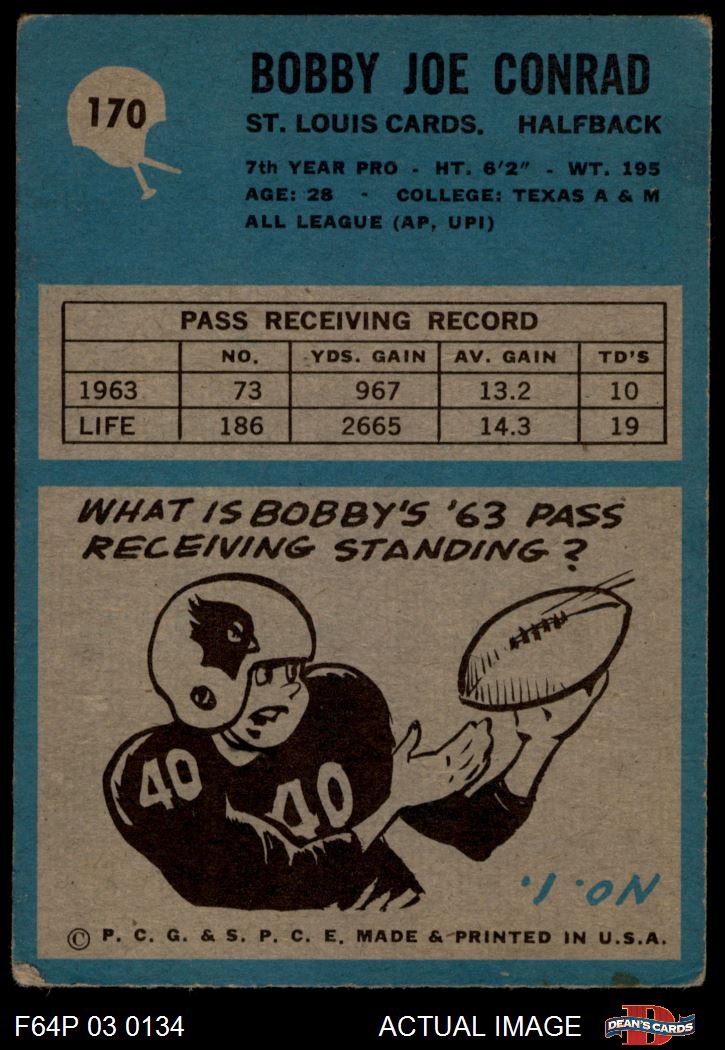 170
BOBBY JOE CONRAD
ST. LOUIS CARDS. HALFBACK
7th YEAR PRO - HT. 6'2" - WT. 195
AGE: 28 - COLLEGE: TEXAS A & M
ALL LEAGUE (AP, UPI)
PASS RECEIVING RECORD
NO. YDS. GAIN AV. GAIN TD'S
1963 73 967 13.2 10
LIFE 186 2665 14.3 19
WHAT IS BOBBY'S '63 PASS
RECEIVING STANDING?
40
40
NO. 1.
© P. C. G. & S. P. C. E. MADE & PRINTED IN U.S.A.
F64P 03 0134 ACTUAL IMAGE
D
DEAN'S CARDS